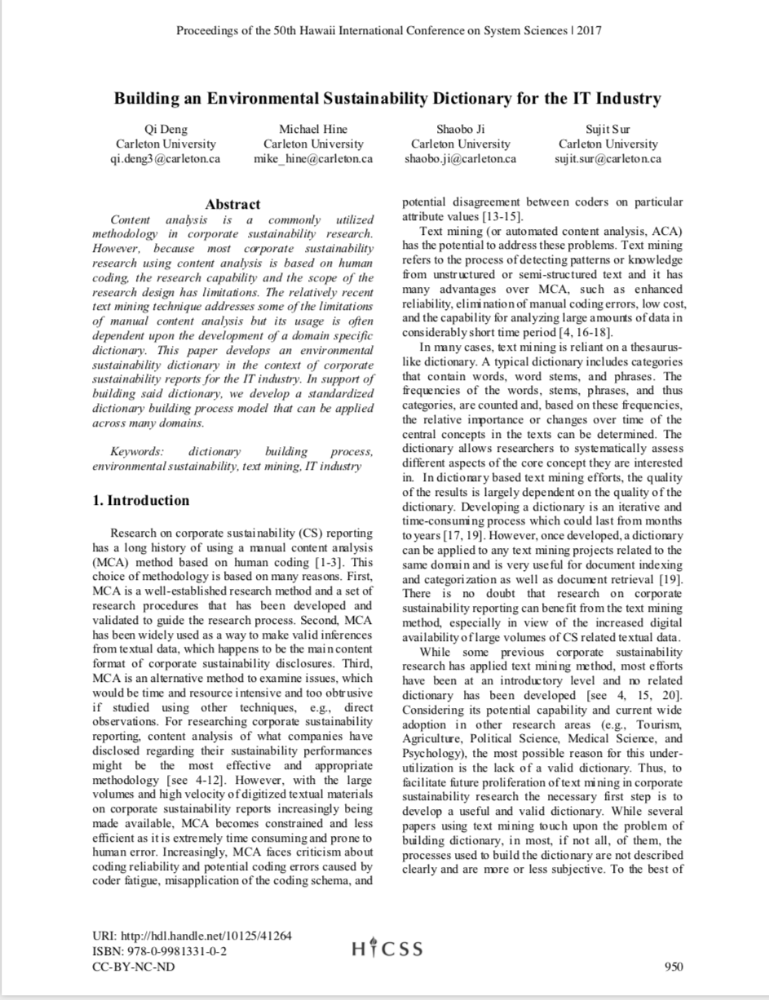 Proceedings of the 50th Hawaii International Conference on System Sciences | 2017
Building an Environmental Sustainability Dictionary for the IT Industry
Qi Deng
Carleton University
qi.deng3@carleton.ca
Michael Hine
Carleton University
mike_hine@carleton.ca
Shaobo Ji
Carleton University
shaobo.ji@carleton.ca
Sujit Sur
Carleton University
sujit.sur@carleton.ca
Abstract
Content analysis is a commonly utilized
methodology in corporate sustainability research.
However, because most corporate sustainability
research using content analysis is based on human
coding, the research capability and the scope of the
research design has limitations. The relatively recent
text mining technique addresses some of the limitations
of manual content analysis but its usage is often
dependent upon the development of a domain specific
dictionary. This paper develops an environmental
sustainability dictionary in the context of corporate
sustainability reports for the IT industry. In support of
building said dictionary, we develop a standardized
dictionary building process model that can be applied
across many domains.
Keywords: dictionary building process,
environmental sustainability, text mining, IT industry
1. Introduction
Research on corporate sustainability (CS) reporting
has a long history of using a manual content analysis
(MCA) method based on human coding [1-3]. This
choice of methodology is based on many reasons. First,
MCA is a well-established research method and a set of
research procedures that has been developed and
validated to guide the research process. Second, MCA
has been widely used as a way to make valid inferences
from textual data, which happens to be the main content
format of corporate sustainability disclosures. Third,
MCA is an alternative method to examine issues, which
would be time and resource intensive and too obtrusive
if studied using other techniques, e.g., direct
observations. For researching corporate sustainability
reporting, content analysis of what companies have
disclosed regarding their sustainability performances
might be the most effective and appropriate
methodology [see 4-12]. However, with the large
volumes and high velocity of digitized textual materials
on corporate sustainability reports increasingly being
made available, MCA becomes constrained and less
efficient as it is extremely time consuming and prone to
human error. Increasingly, MCA faces criticism about
coding reliability and potential coding errors caused by
coder fatigue, misapplication of the coding schema, and
potential disagreement between coders on particular
attribute values [13-15].
Text mining (or automated content analysis, ACA)
has the potential to address these problems. Text mining
refers to the process of detecting patterns or knowledge
from unstructured or semi-structured text and it has
many advantages over MCA, such as enhanced
reliability, elimination of manual coding errors, low cost,
and the capability for analyzing large amounts of data in
considerably short time period [4, 16-18].
In many cases, text mining is reliant on a thesaurus-
like dictionary. A typical dictionary includes categories
that contain words, word stems, and phrases. The
frequencies of the words, stems, phrases, and thus
categories, are counted and, based on these frequencies,
the relative importance or changes over time of the
central concepts in the texts can be determined. The
dictionary allows researchers to systematically assess
different aspects of the core concept they are interested
in. In dictionary based text mining efforts, the quality
of the results is largely dependent on the quality of the
dictionary. Developing a dictionary is an iterative and
time-consuming process which could last from months
to years [17, 19]. However, once developed, a dictionary
can be applied to any text mining projects related to the
same domain and is very useful for document indexing
and categorization as well as document retrieval [19].
There is no doubt that research on corporate
sustainability reporting can benefit from the text mining
method, especially in view of the increased digital
availability of large volumes of CS related textual data.
While some previous corporate sustainability
research has applied text mining method, most efforts
have been at an introductory level and no related
dictionary has been developed [see 4, 15, 20].
Considering its potential capability and current wide
adoption in other research areas (e.g., Tourism,
Agriculture, Political Science, Medical Science, and
Psychology), the most possible reason for this under-
utilization is the lack of a valid dictionary. Thus, to
facilitate future proliferation of text mining in corporate
sustainability research the necessary first step is to
develop a useful and valid dictionary. While several
papers using text mining touch upon the problem of
building dictionary, in most, if not all, of them, the
processes used to build the dictionary are not described
clearly and are more or less subjective. To the best of
URI: http://hdl.handle.net/10125/41264
ISBN: 978-0-9981331-0-2
CC-BY-NC-ND
HICSS
950